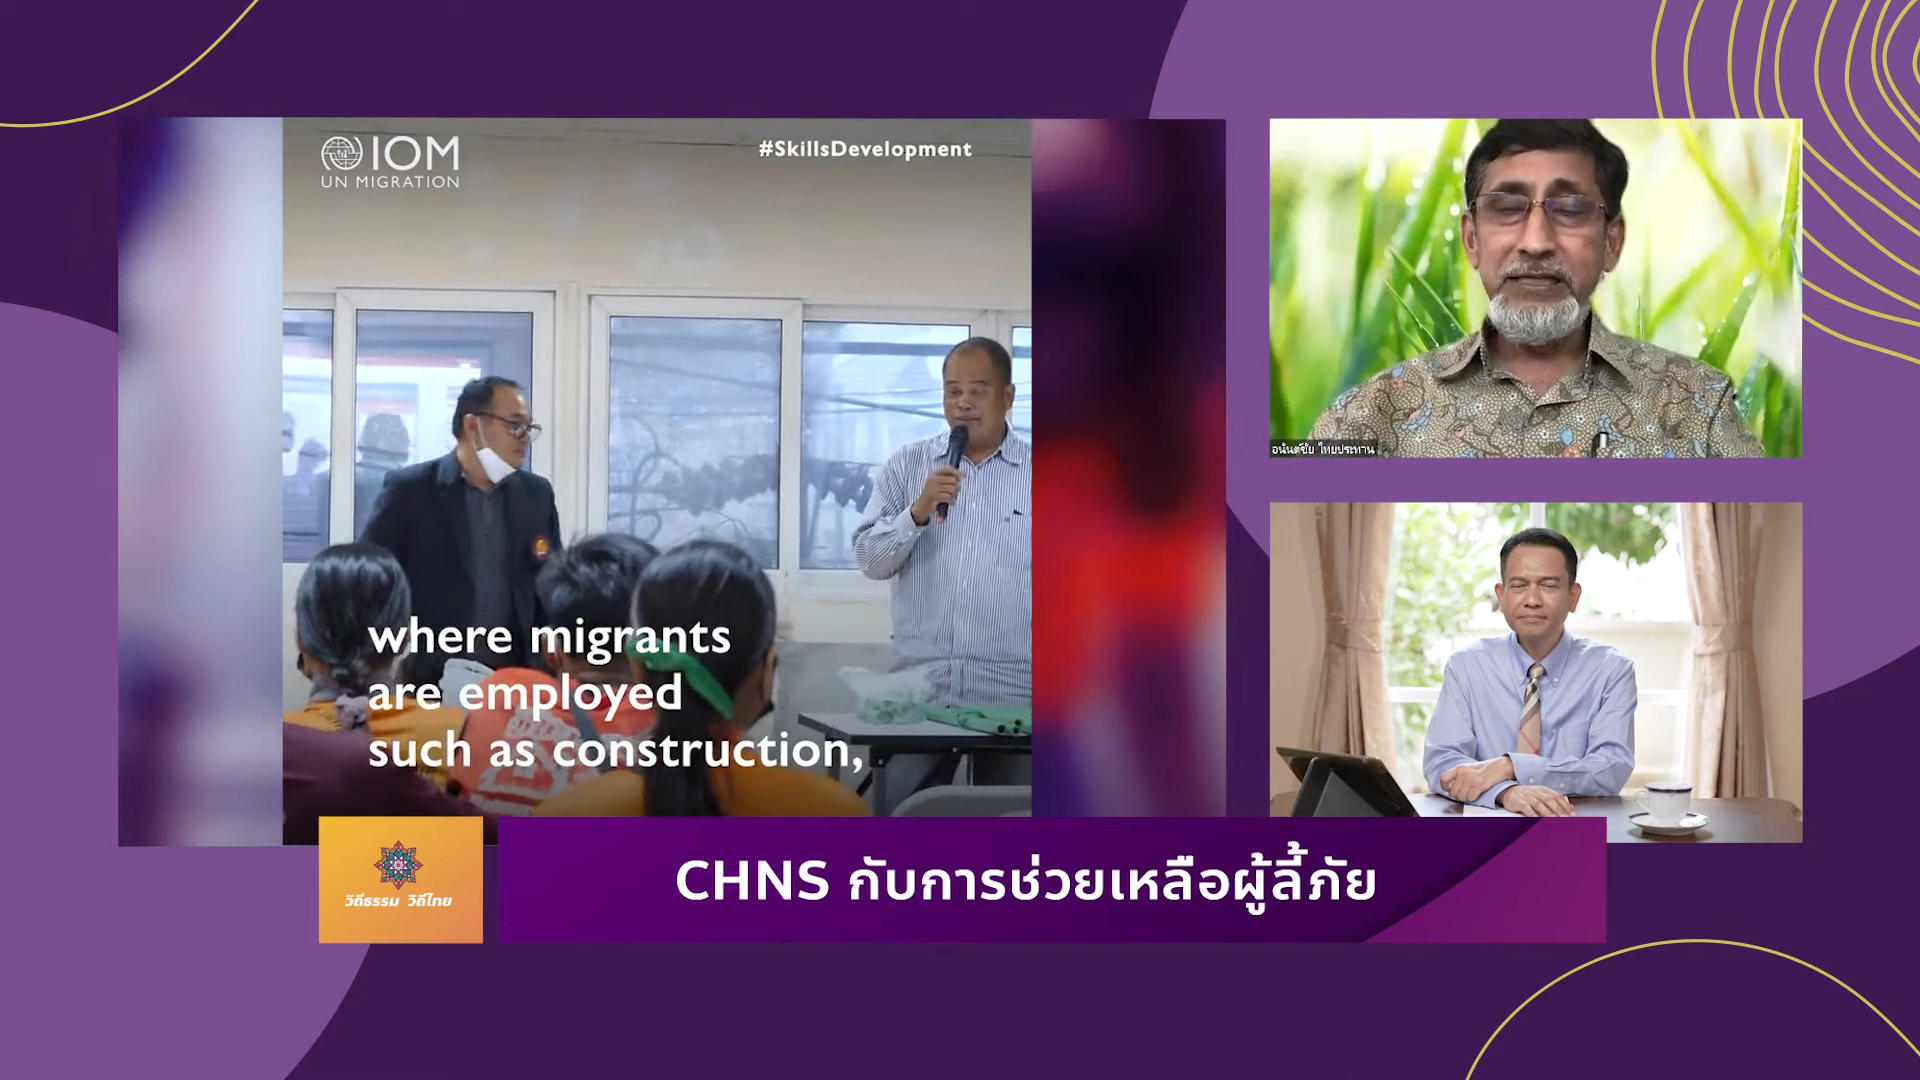 IOM
UN MIGRATION
#SkillsDevelopment
where migrants
are employed
such as construction,
อนันต์ชัย ไทยประทาน
วิถีธรรม วิถีไทย
CHNS กับการช่วยเหลือผู้ลี้ภัย